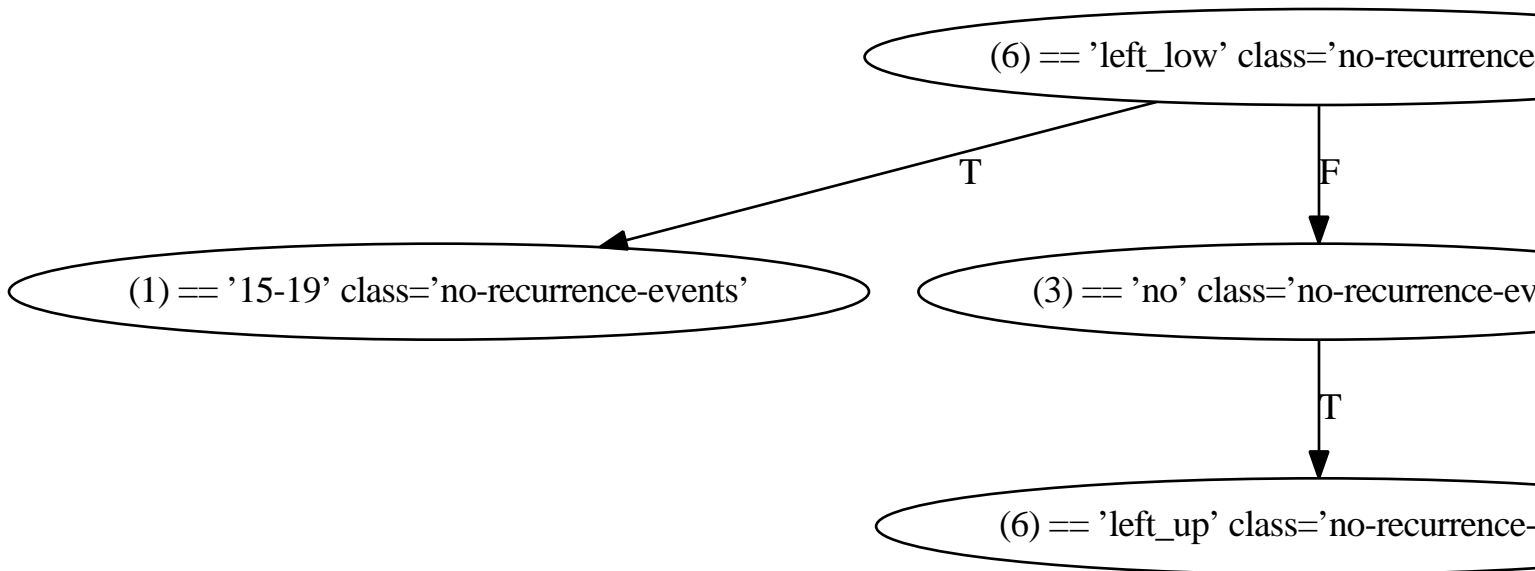 (6) == ’left_low’ class=’no-recurrence
T
F
(1) == ’15-19’ class=’no-recurrence-events’
(3) == ’no’ class=’no-recurrence-ev
T
(6) == ’left_up’ class=’no-recurrence-